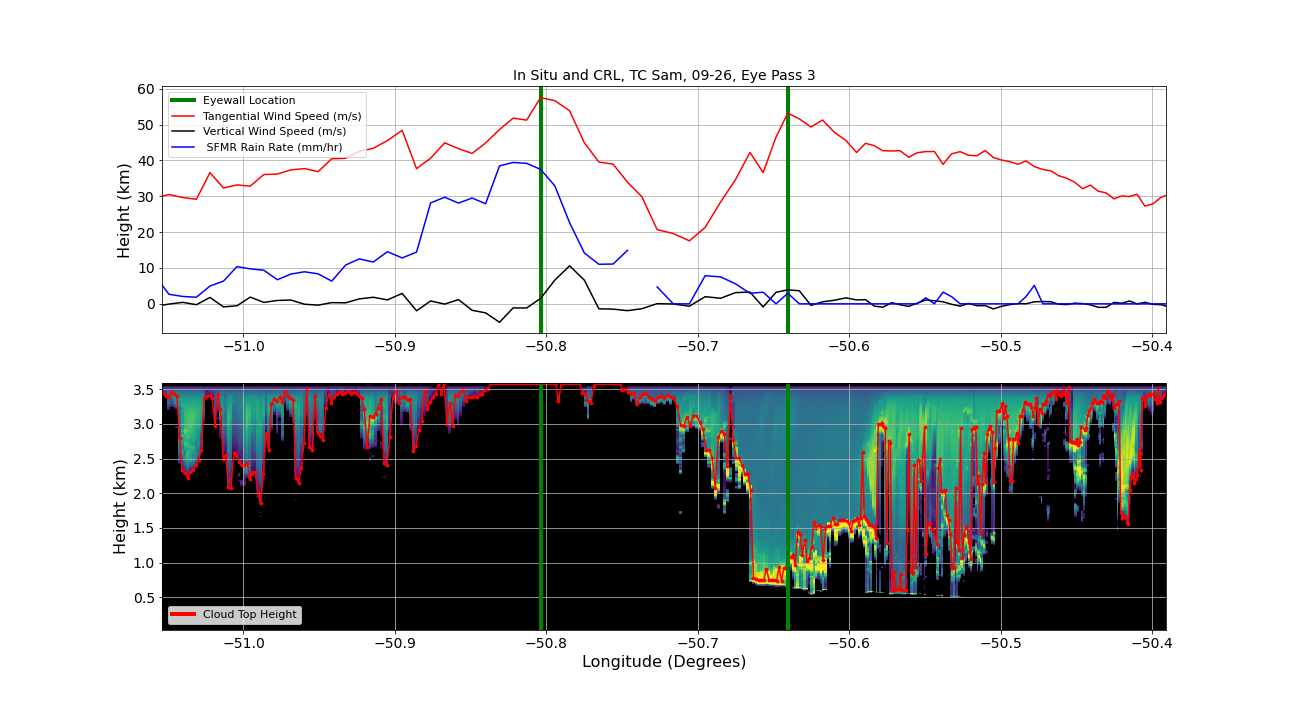 In Situ and CRL, TC Sam, 09-26, Eye Pass 3
Height (km)
60
50
40
30
20
10
0
Eyewall Location
Tangential Wind Speed (m/s)
Vertical Wind Speed (m/s)
SFMR Rain Rate (mm/hr)
−51.0 −50.9 −50.8 −50.7 −50.6 −50.5 −50.4
Height (km)
3.5
3.0
2.5
2.0
1.5
1.0
0.5
Cloud Top Height
−51.0 −50.9 −50.8 −50.7 −50.6 −50.5 −50.4
Longitude (Degrees)